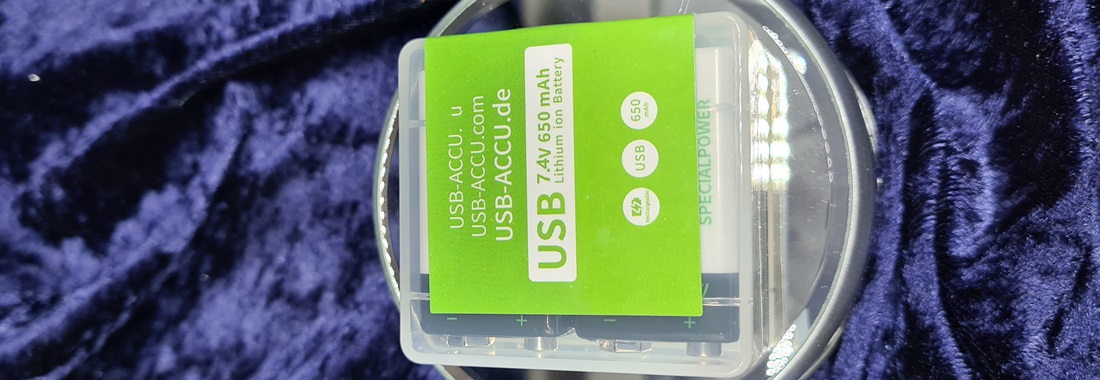 USB-ACCU. u
USB-ACCU.com
USB-ACCU.de
USB 7.4V 650 mAh
Lithium ion Battery
USB
650
mAh
SPECIALPOWER
- +
- +